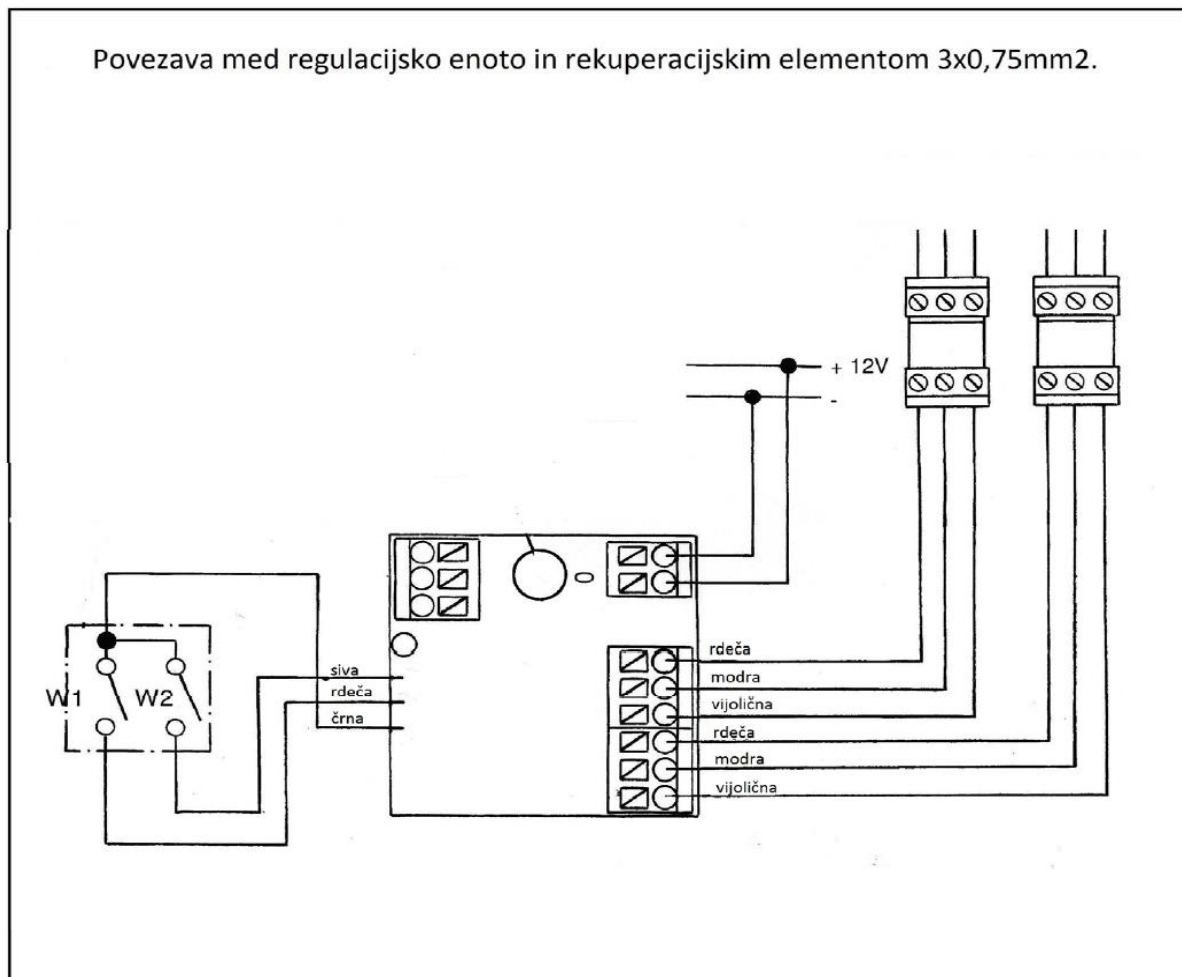 Povezava med regulacijsko enoto in rekuperacijskim elementom 3x0,75mm2.
+ 12V
-
rdeča
modra
vijolična
rdeča
modra
vijolična
siva
rdeča
črna
W1
W2